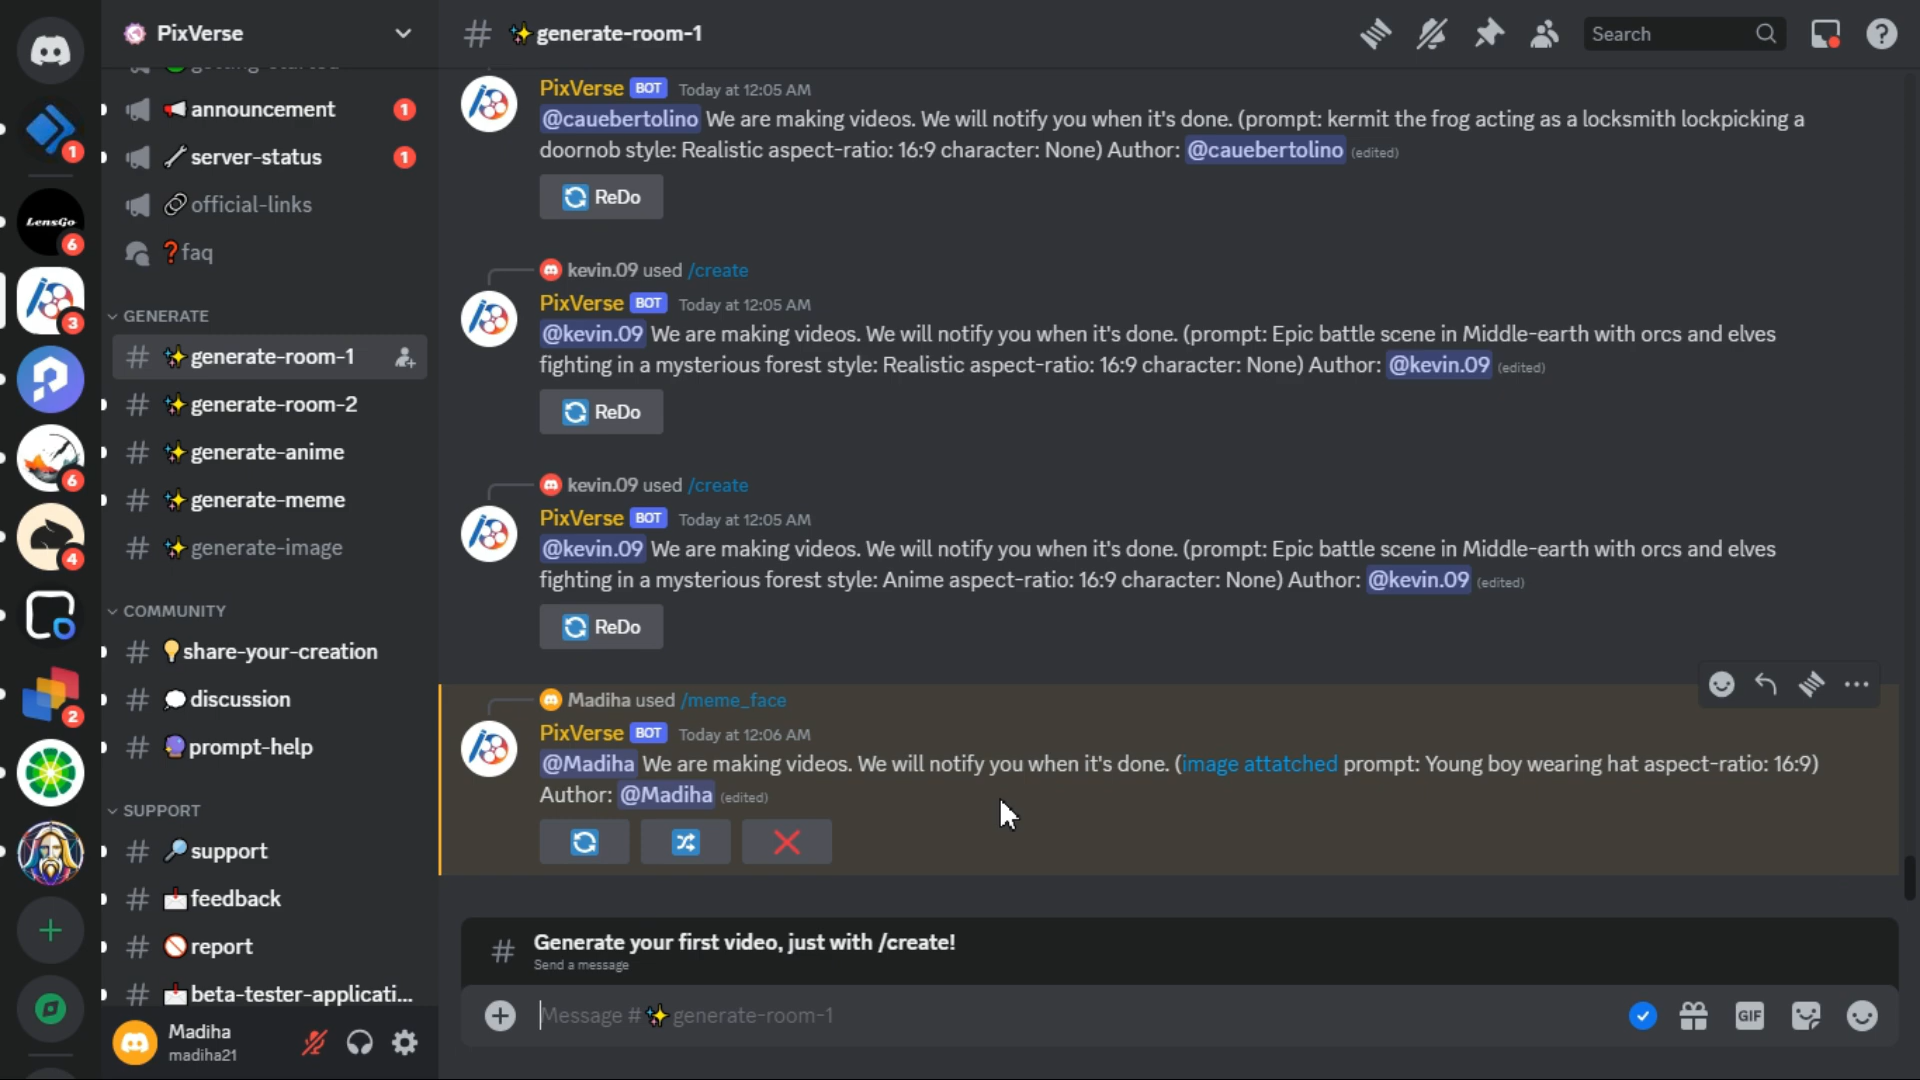 PixVerse
announcement
1
server-status
1
official-links
faq
GENERATE
generate-room-1
generate-room-2
generate-anime
generate-meme
generate-image
COMMUNITY
share-your-creation
discussion
prompt-help
SUPPORT
support
feedback
report
beta-tester-applicati...
Madiha
madiha21
1
LensGo
6
3
6
4
2
generate-room-1
Search
PixVerse BOT Today at 12:05 AM
@cauebertolino We are making videos. We will notify you when it's done. (prompt: kermit the frog acting as a locksmith lockpicking a
doornob style: Realistic aspect-ratio: 16:9 character: None) Author: @cauebertolino (edited)
ReDo
kevin.09 used /create
PixVerse BOT Today at 12:05 AM
@kevin.09 We are making videos. We will notify you when it's done. (prompt: Epic battle scene in Middle-earth with orcs and elves
fighting in a mysterious forest style: Realistic aspect-ratio: 16:9 character: None) Author: @kevin.09 (edited)
ReDo
kevin.09 used /create
PixVerse BOT Today at 12:05 AM
@kevin.09 We are making videos. We will notify you when it's done. (prompt: Epic battle scene in Middle-earth with orcs and elves
fighting in a mysterious forest style: Anime aspect-ratio: 16:9 character: None) Author: @kevin.09 (edited)
ReDo
Madiha used /meme_face
PixVerse BOT Today at 12:06 AM
@Madiha We are making videos. We will notify you when it's done. (image attatched prompt: Young boy wearing hat aspect-ratio: 16:9)
Author: @Madiha (edited)
# Generate your first video, just with /create!
Send a message
Message #generate-room-1
GIF